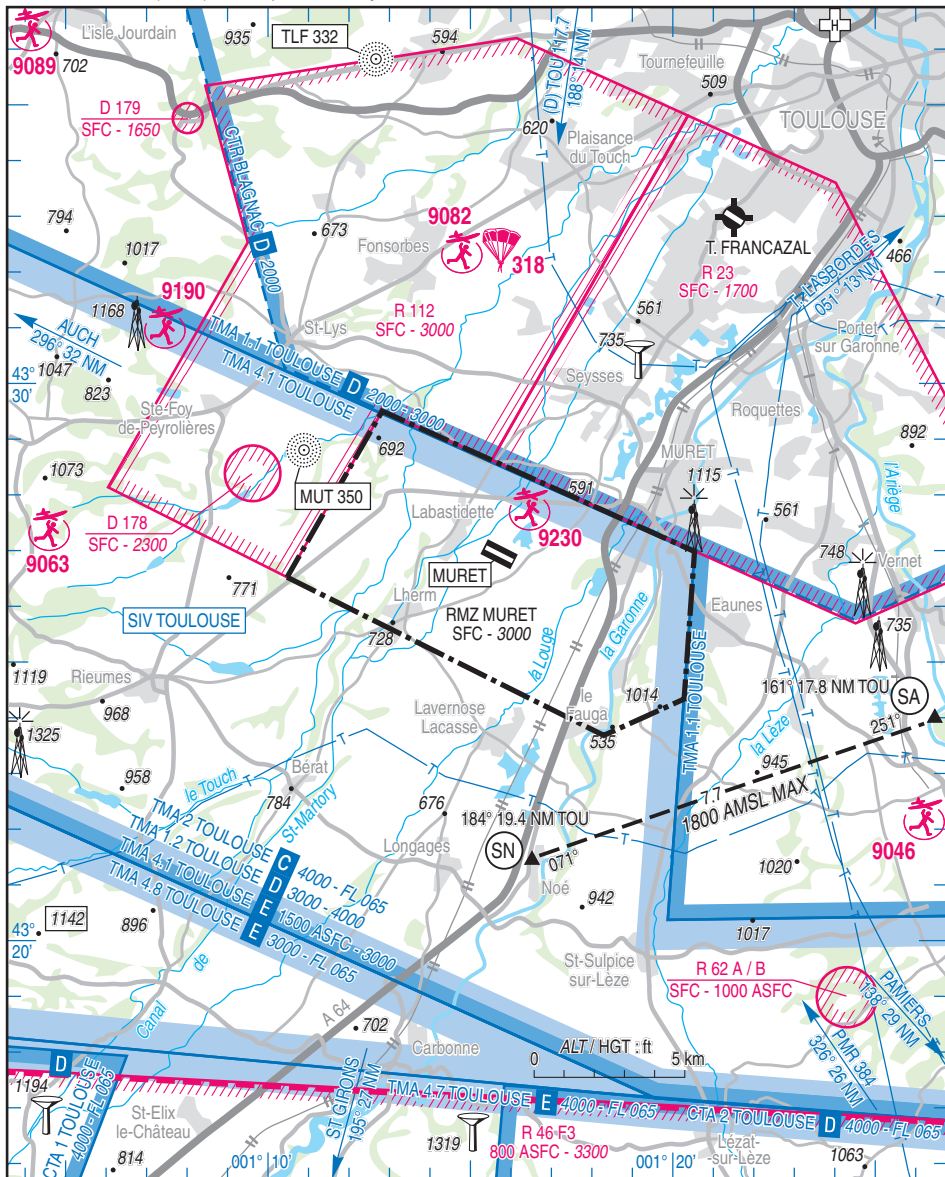 L'isle Jourdain
935
TLF 332
594
9089
702
Tournefeuille
509
H
(D) TOU 117.7
188° 14 NM
D 179
SFC - 1650
620
Plaisance
du Touch
TOULOUSE
CTR BLAGNAC D 2000
794
673
9082
318
Fonsorbes
T. FRANCAZAL
466
1017
R 112
SFC - 3000
R 23
SFC - 1700
T. LASBORDES
051° 13 NM
9190
1168
561
735
AUCH
296° 32 NM
St-Lys
TMA 1.1 TOULOUSE D 2000 - 3000
TMA 4.1 TOULOUSE
Portet
sur Garonne
Seysses
1047
823
43°
30'
Ste-Foy
de-Peyrolières
Roquettes
692
892
MURET
1073
MUT 350
1115
l'Ariège
591
Labastidette
561
9063
D 178
SFC - 2300
9230
748
Vernet
MURET
771
Lherm
RMZ MURET
SFC - 3000
Eaunes
SIV TOULOUSE
728
la Louge
la Garonne
735
1119
Rieumes
TMA 1.1 TOULOUSE
161° 17.8 NM TOU
SA
968
1014
Lavernose
Lacasse
le
Fauga
251°
1325
535
la Lèze
958
le Touch
Bérat
945
784
St-Martory
676
7.7
1800 AMSL MAX
184° 19.4 NM TOU
TMA 2 TOULOUSE C 4000 - FL 065
TMA 1.2 TOULOUSE D 3000 - 4000
TMA 4.1 TOULOUSE E 1500 ASFC - 3000
TMA 4.8 TOULOUSE E 3000 - FL 065
Longages
SN
071°
9046
Noé
1020
942
1142
896
1017
43°
20'
de
St-Sulpice
sur-Lèze
R 62 A / B
SFC - 1000 ASFC
Canal
A 64
PAMIERS
138° 29 NM
702
ALT / HGT : ft
0
5 km
PMR 384
326° 26 NM
Carbonne
D
1194
CTA 1 TOULOUSE
4000 - FL 065
ST GIRONS
195° 27 NM
TMA 4.7 TOULOUSE E 4000 - FL 065
CTA 2 TOULOUSE D 4000 - FL 065
St-Elix
le-Château
1319
R 46 F3
800 ASFC - 3300
Lézat-
-sur-Lèze
814
001° 10'
001° 20'
1063